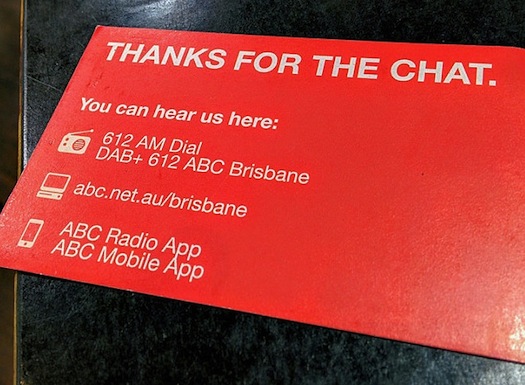 THANKS FOR THE CHAT.
You can hear us here:
612 AM Dial
DAB+ 612 ABC Brisbane
abc.net.au/brisbane
ABC Radio App
ABC Mobile App